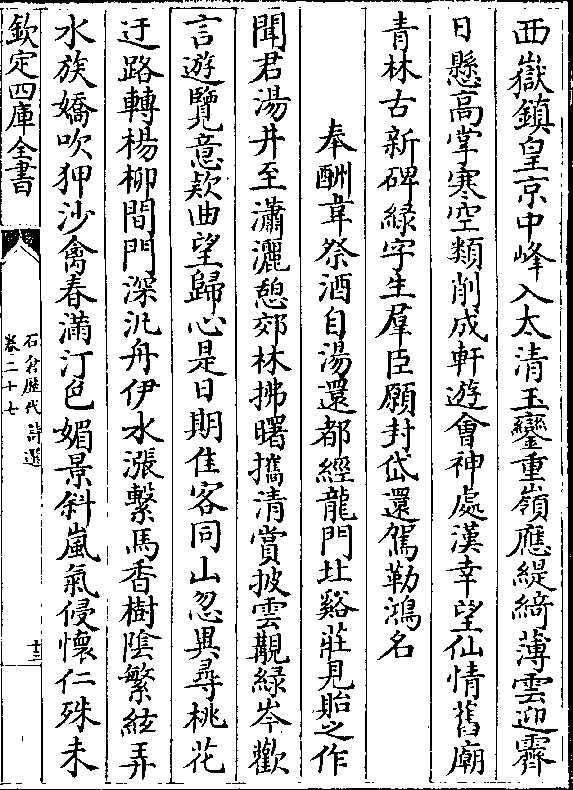 西嶽鎮皇京中峰入太清玉鑾重嶺應緹綺薄雲迎霽
日懸高掌寒空類削成軒遊會神處漢幸望仙情舊廟
青林古新碑綠字生羣臣願封岱還駕勒鴻名
奉酬韋祭酒自湯還都經龍門北谿莊見貽之作
聞君湯井至瀟灑憩郊林拂曙攜清賞披雲覯綠岑歡
言遊覽意欵曲望歸心是日期佳客同山忽異尋桃花
迂路轉楊柳間門深汎舟伊水漲繫馬香樹陰繁絃弄
水族嬌吹狎沙禽春滿汀色媚景斜嵐氣侵懷仁殊未
欽定四庫全書
石倉歷代詩選
卷二十七
十三